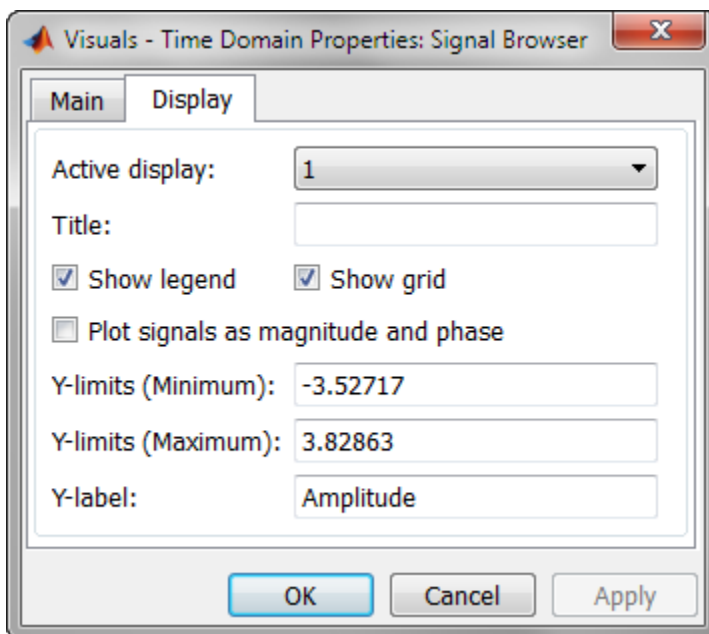 Visuals - Time Domain Properties: Signal Browser
Main Display
Active display: 1
Title:
Show legend Show grid
Plot signals as magnitude and phase
Y-limits (Minimum): -3.52717
Y-limits (Maximum): 3.82863
Y-label: Amplitude
OK Cancel Apply